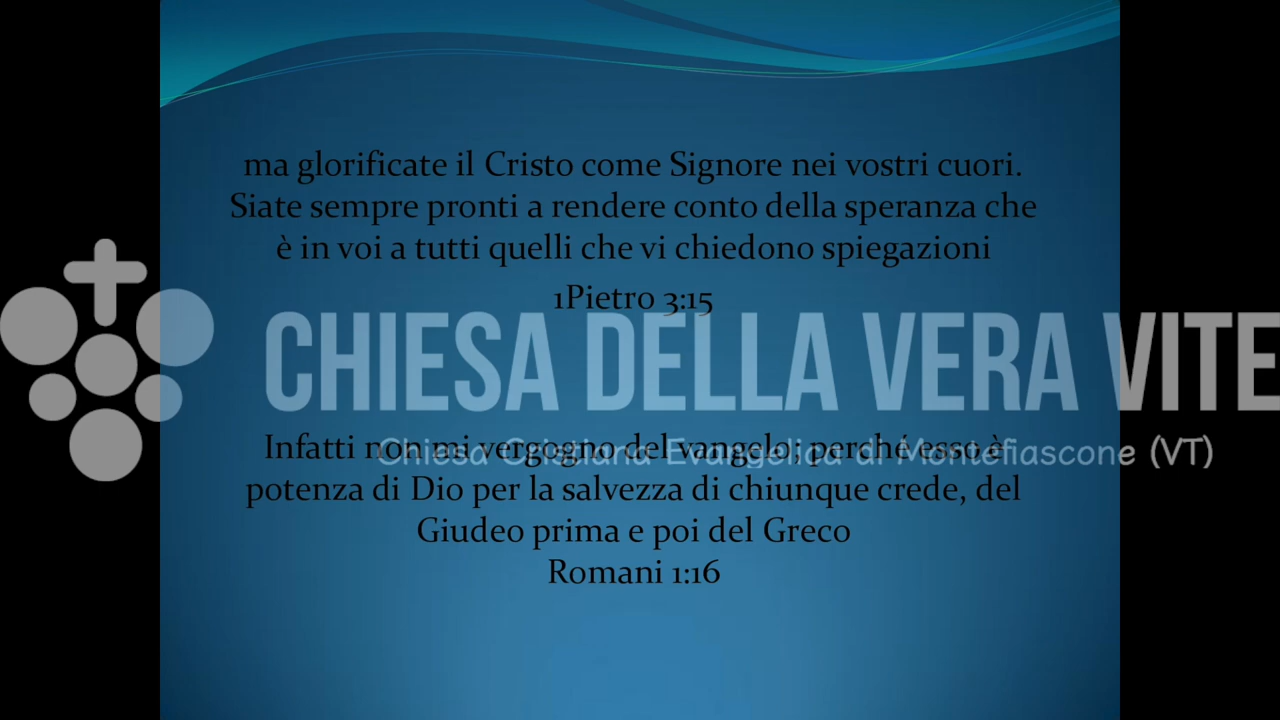 ma glorificate il Cristo come Signore nei vostri cuori.
Siate sempre pronti a rendere conto della speranza che
è in voi a tutti quelli che vi chiedono spiegazioni
1Pietro 3:15
CHIESA DELLA VERA VITE
Infatti non mi vergogno del vangelo; perché esso è
Chiesa Cristiana Evangelica di Montefiascone (VT)
potenza di Dio per la salvezza di chiunque crede, del
Giudeo prima e poi del Greco
Romani 1:16